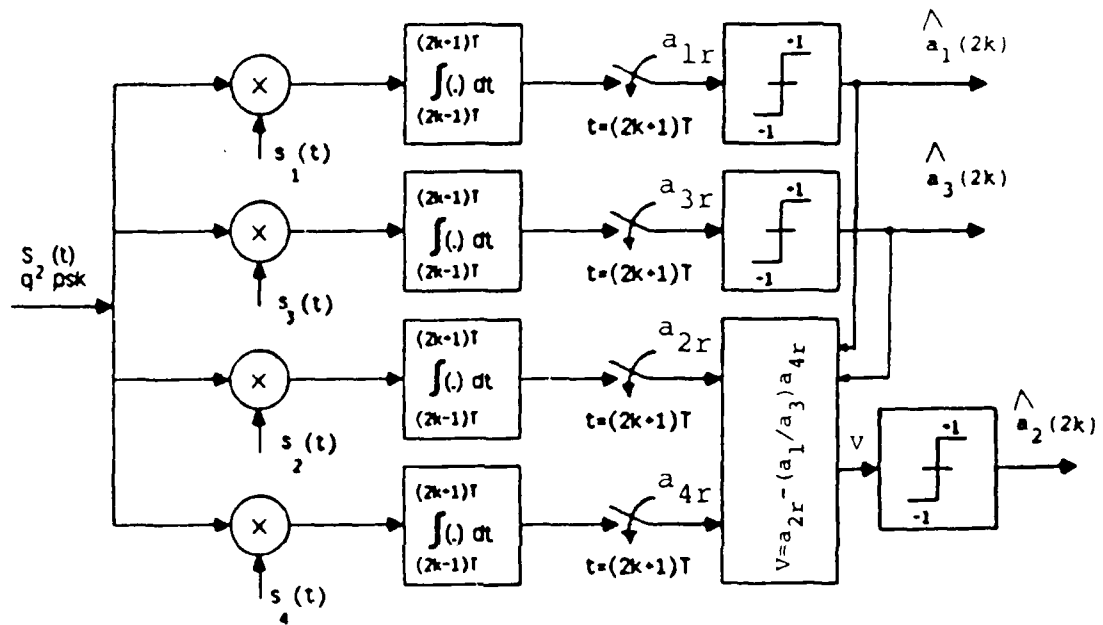 (2k+1)T
∫(.) dt
(2k-1)T
a1r
t=(2k+1)T
+1
-1
^a1(2k)
s1(t)
(2k+1)T
∫(.) dt
(2k-1)T
a3r
t=(2k+1)T
+1
-1
^a3(2k)
s3(t)
S (t)
q² psk
(2k+1)T
∫(.) dt
(2k-1)T
a2r
t=(2k+1)T
s2(t)
(2k+1)T
∫(.) dt
(2k-1)T
a4r
t=(2k+1)T
s4(t)
V=a2r-(a1/a3)a4r
V
+1
-1
^a2(2k)